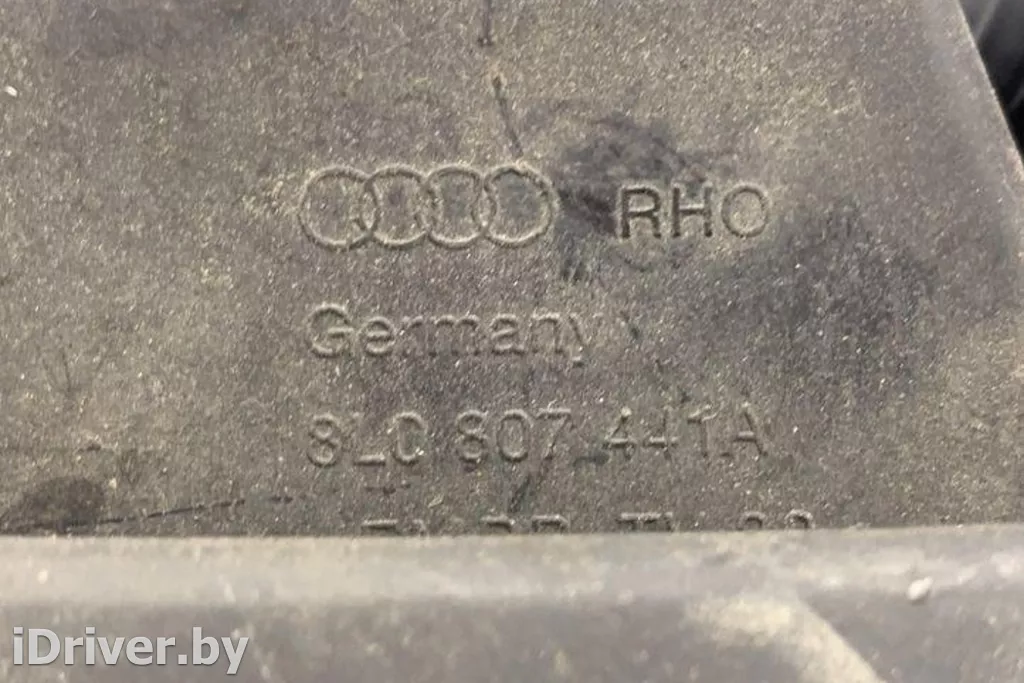 RHO
Germany
8L0 807 441A
iDriver.by